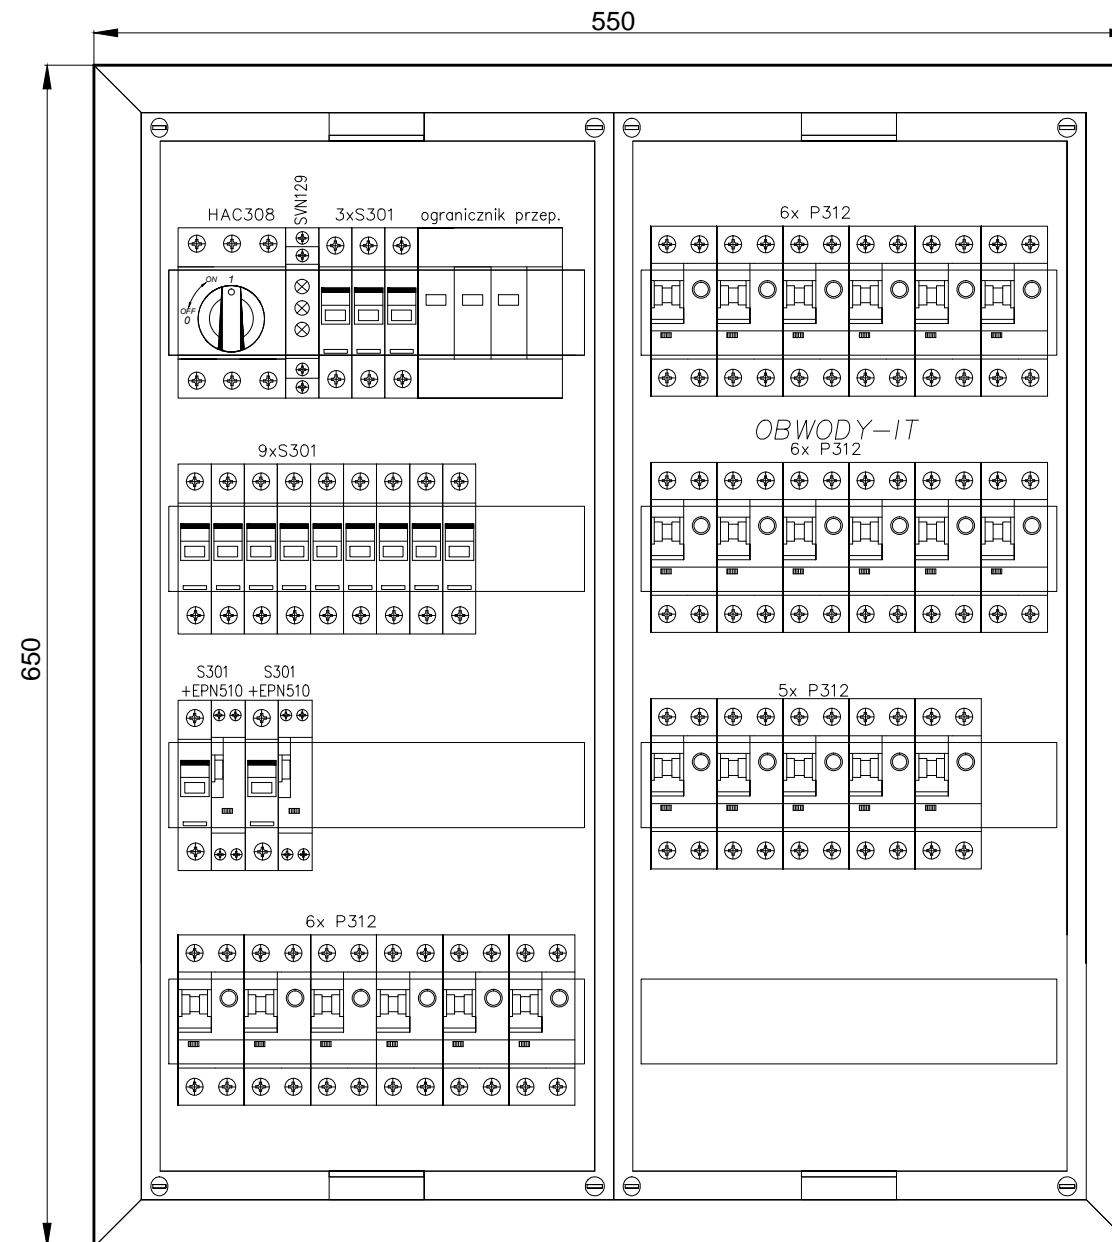 550
650
HAC308
SVN129
3xS301
ogranicznik przep.
ON 1
OFF
0
9xS301
S301
+EPN510
S301
+EPN510
6x P312
6x P312
OBWODY-IT
6x P312
5x P312